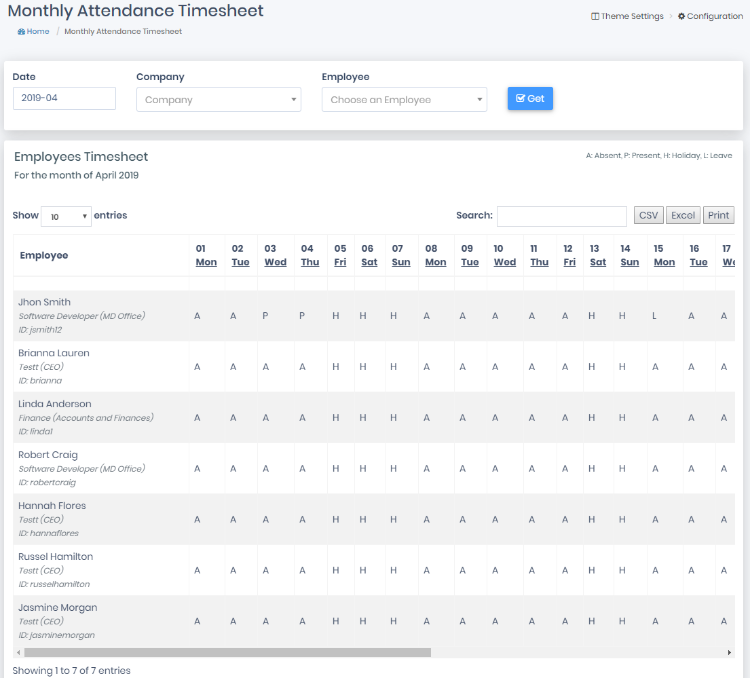 Monthly Attendance Timesheet
Theme Settings › Configuration
Home / Monthly Attendance Timesheet
Date Company Employee
2019-04 Company Choose an Employee Get
Employees Timesheet A: Absent, P: Present, H: Holiday, L: Leave
For the month of April 2019
Show 10 entries Search: CSV Excel Print
Employee 01 Mon 02 Tue 03 Wed 04 Thu 05 Fri 06 Sat 07 Sun 08 Mon 09 Tue 10 Wed 11 Thu 12 Fri 13 Sat 14 Sun 15 Mon 16 Tue 17
Jhon Smith
Software Developer (MD Office) A A P P H H H A A A A A H H L A A
ID: jsmith12
Brianna Lauren
Testt (CEO) A A A A H H H A A A A A H H A A A
ID: brianna
Linda Anderson
Finance (Accounts and Finances) A A A A H H H A A A A A H H A A A
ID: linda1
Robert Craig
Software Developer (MD Office) A A A A H H H A A A A A H H A A A
ID: robertcraig
Hannah Flores
Testt (CEO) A A A A H H H A A A A A H H A A A
ID: hannaflores
Russel Hamilton
Testt (CEO) A A A A H H H A A A A A H H A A A
ID: russelhamilton
Jasmine Morgan
Testt (CEO) A A A A H H H A A A A A H H A A A
ID: jasminemorgan
Showing 1 to 7 of 7 entries